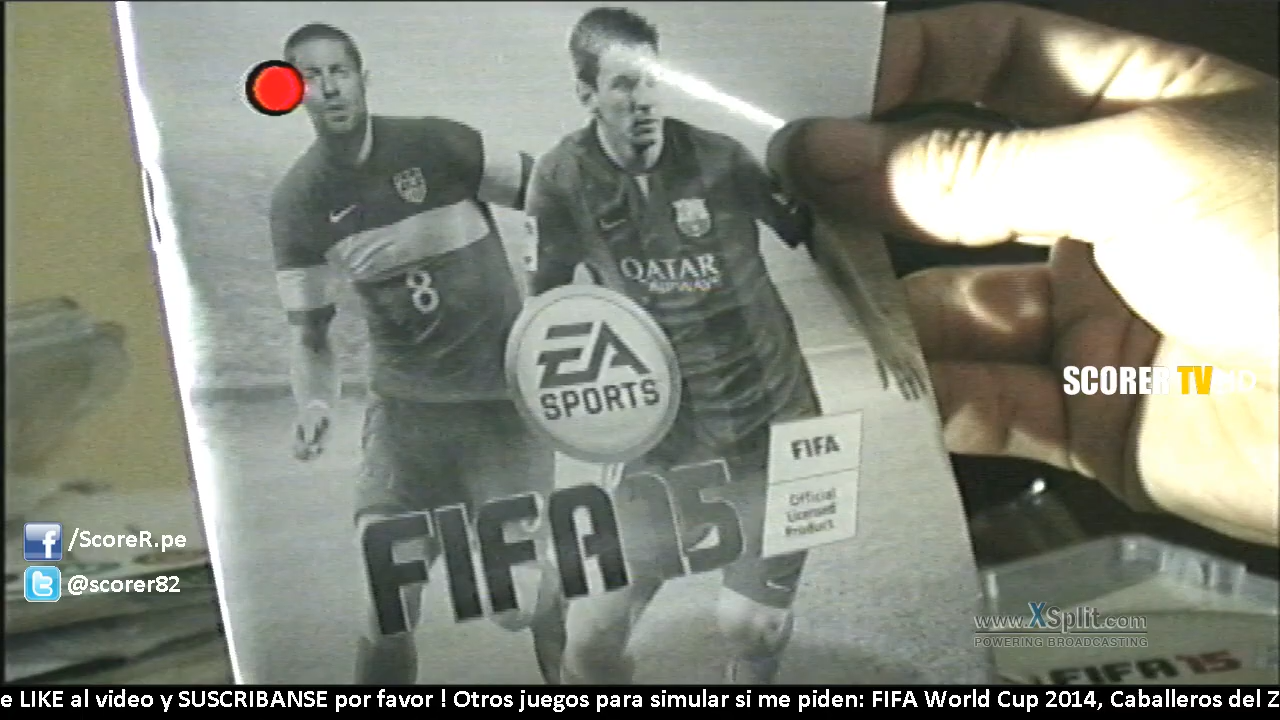 8
QATAR
AIRWAYS
EA
SPORTS
FIFA 15
FIFA
Official
Licensed
Product
SCORER TV HD
/ScoreR.pe
@scorer82
www.XSplit.com
POWERING BROADCASTING
FIFA 15
e LIKE al video y SUSCRIBANSE por favor ! Otros juegos para simular si me piden: FIFA World Cup 2014, Caballeros del Z